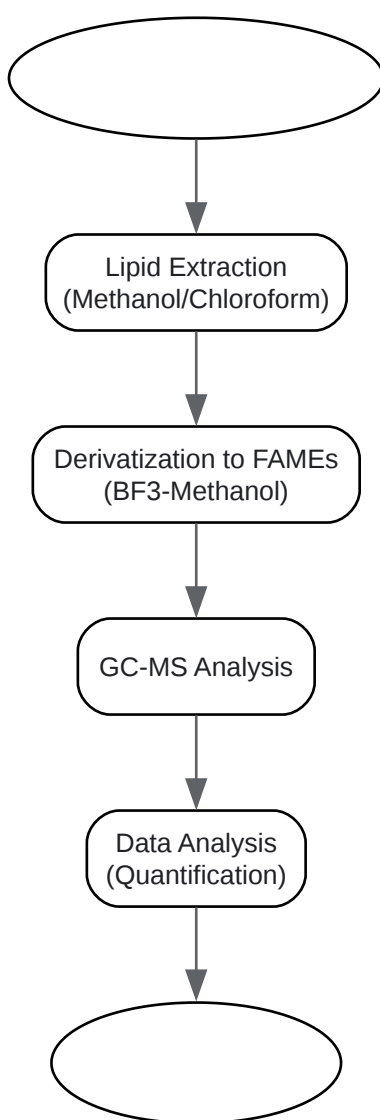 Lipid Extraction
(Methanol/Chloroform)
Derivatization to FAMEs
(BF3-Methanol)
GC-MS Analysis
Data Analysis
(Quantification)